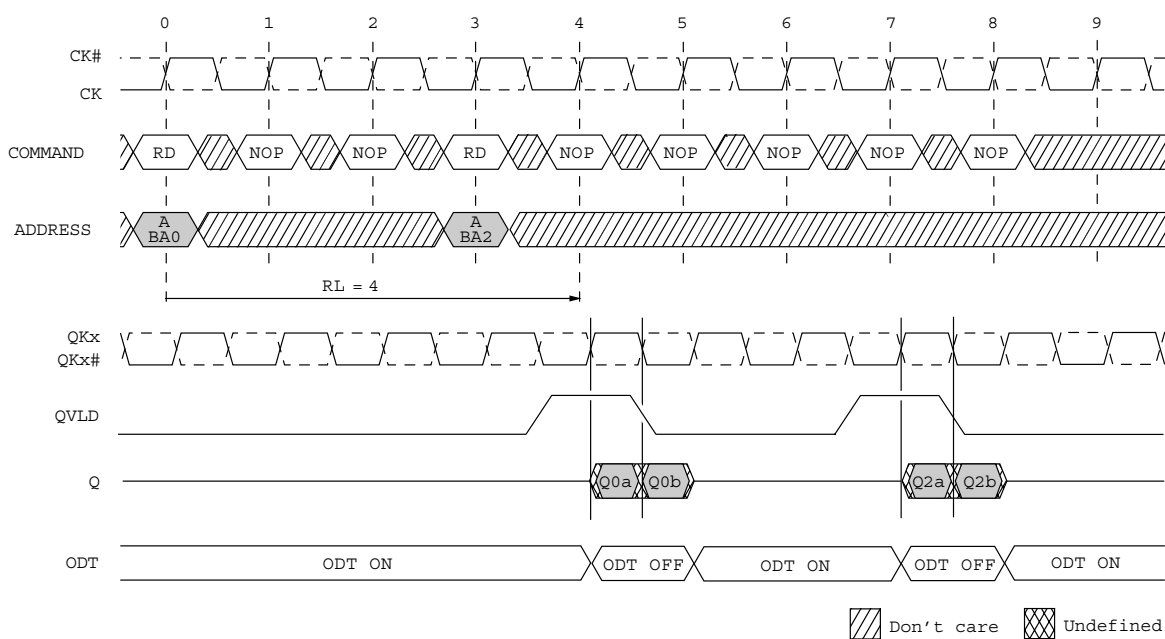 0 1 2 3 4 5 6 7 8 9
CK#
CK
COMMAND RD NOP NOP RD NOP NOP NOP NOP NOP
ADDRESS A BA0 A BA2
RL = 4
QKx
QKx#
QVLD
Q Q0a Q0b Q2a Q2b
ODT ODT ON ODT OFF ODT ON ODT OFF ODT ON
Don't care Undefined